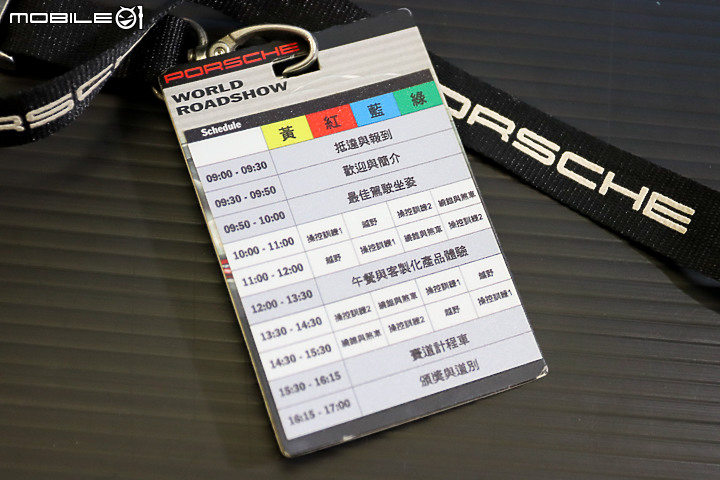 MOBILE01
PORSCHE
PORSCHE
PORSCHE
WORLD
ROADSHOW
Schedule 黃 紅 藍 綠
09:00 - 09:30 抵達與報到
09:30 - 09:50 歡迎與簡介
09:50 - 10:00 最佳駕駛坐姿
10:00 - 11:00 操控訓練1 越野 操控訓練2 繞錐與煞車
11:00 - 12:00 越野 操控訓練1 繞錐與煞車 操控訓練2
12:00 - 13:30 午餐與客製化產品體驗
13:30 - 14:30 操控訓練2 繞錐與煞車 操控訓練1 越野
14:30 - 15:30 繞錐與煞車 操控訓練2 越野 操控訓練1
15:30 - 16:15 賽道計程車
16:15 - 17:00 頒獎與道別